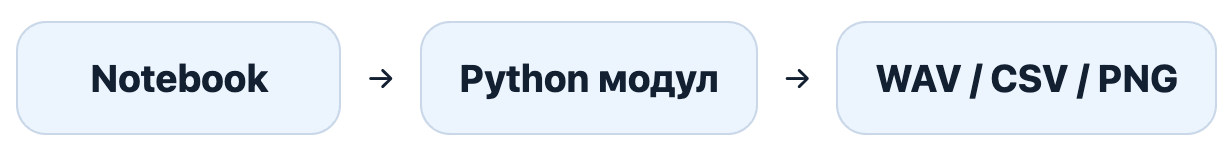 Notebook → Python модул → WAV / CSV / PNG